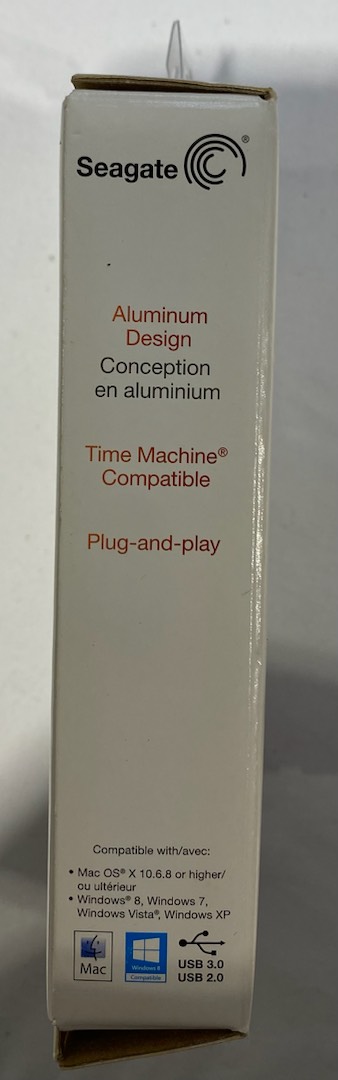 Seagate®
Aluminum
Design
Conception
en aluminium
Time Machine®
Compatible
Plug-and-play
Compatible with/avec:
• Mac OS® X 10.6.8 or higher/
ou ultérieur
• Windows® 8, Windows 7,
Windows Vista®, Windows XP
Mac
Windows 8
Compatible
USB 3.0
USB 2.0